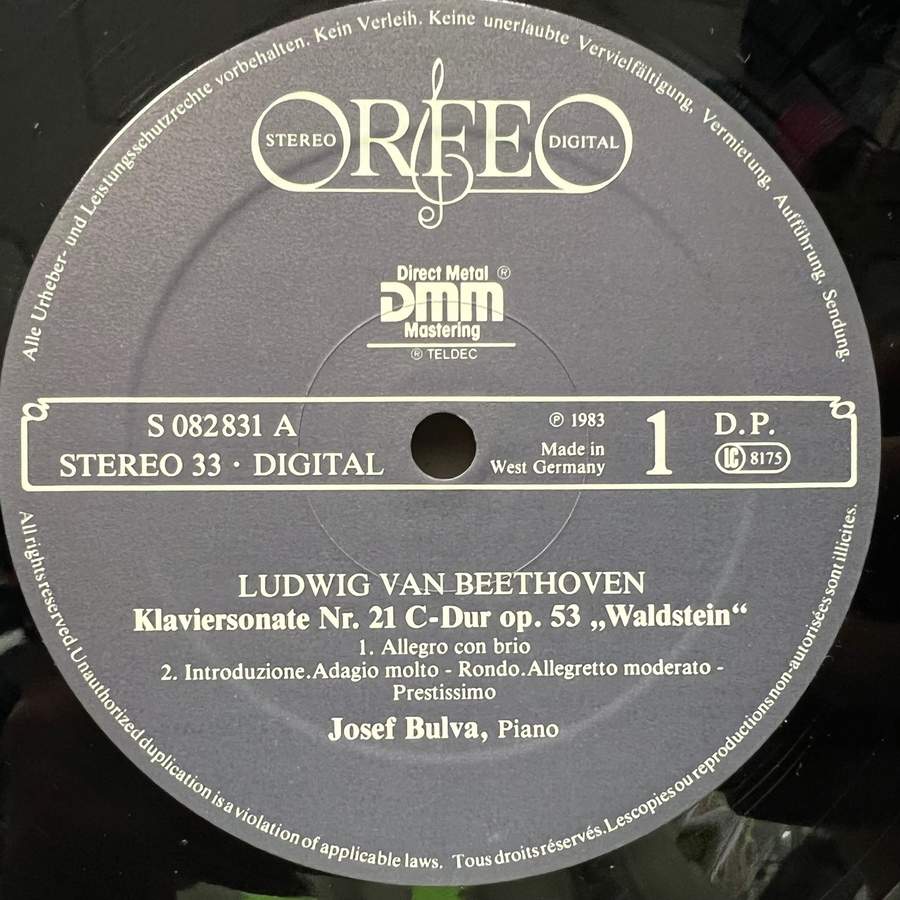 Alle Urheber- und Leistungsschutzrechte vorbehalten. Kein Verleih. Keine unerlaubte Vervielfältigung, Vermietung, Aufführung, Sendung.
STEREO ORFEO DIGITAL
Direct Metal ®
DMM
Mastering
® TELDEC
S 082831 A
STEREO 33 · DIGITAL
℗ 1983
Made in
West Germany
1
D.P.
LC 8175
LUDWIG VAN BEETHOVEN
Klaviersonate Nr. 21 C-Dur op. 53 „Waldstein“
1. Allegro con brio
2. Introduzione.Adagio molto - Rondo.Allegretto moderato -
Prestissimo
Josef Bulva, Piano
All rights reserved.Unauthorized duplication is a violation of applicable laws. Tous droits réservés.Les copies ou reproductions non-autorisées sont illicites.